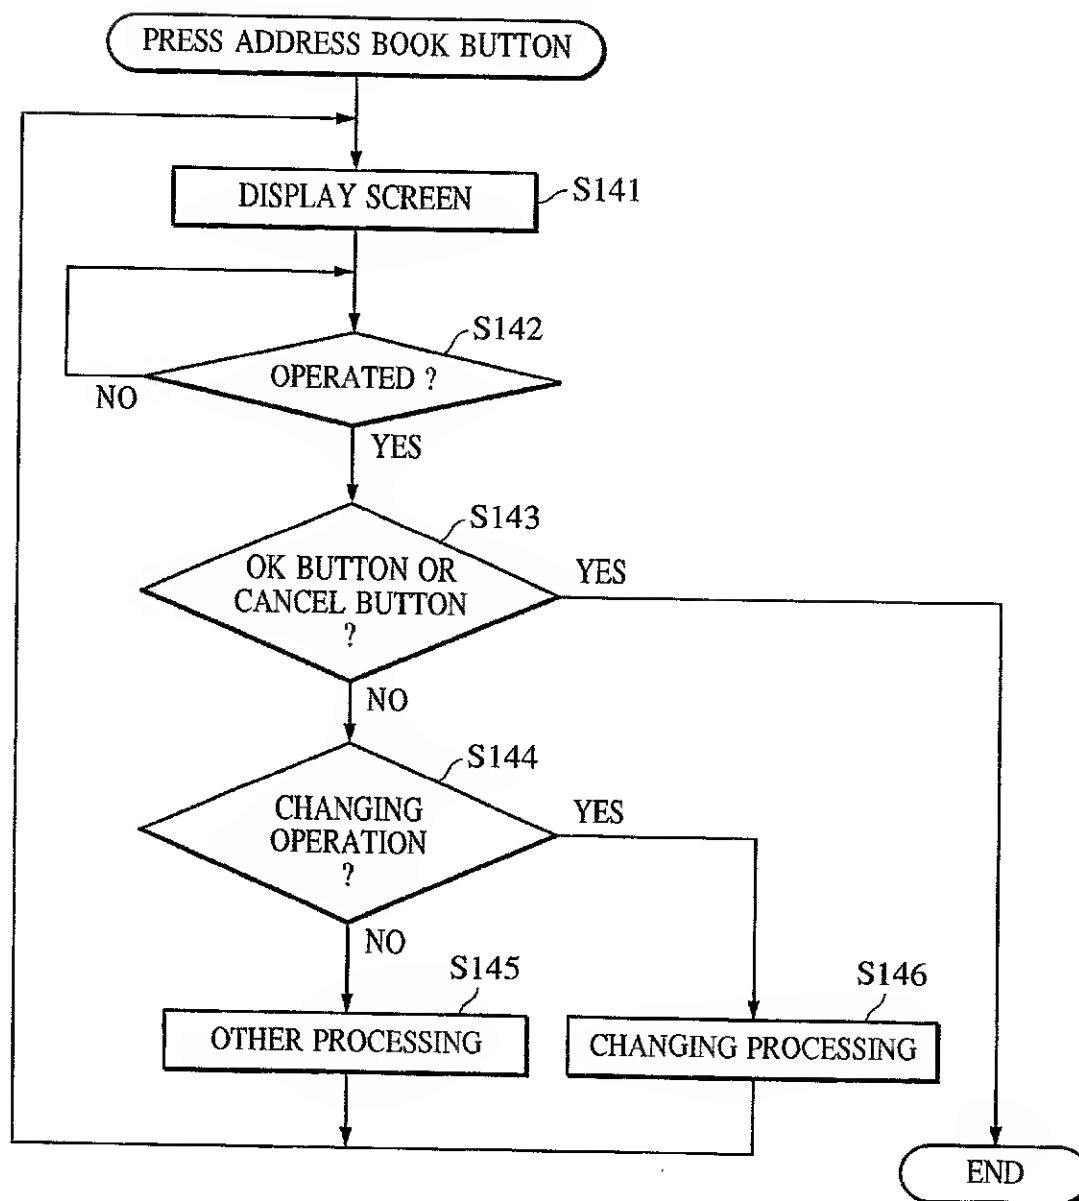 PRESS ADDRESS BOOK BUTTON
DISPLAY SCREEN
S141
S142
OPERATED ?
NO
YES
S143
OK BUTTON OR
CANCEL BUTTON
?
YES
NO
S144
CHANGING
OPERATION
?
YES
NO
S145
OTHER PROCESSING
S146
CHANGING PROCESSING
END